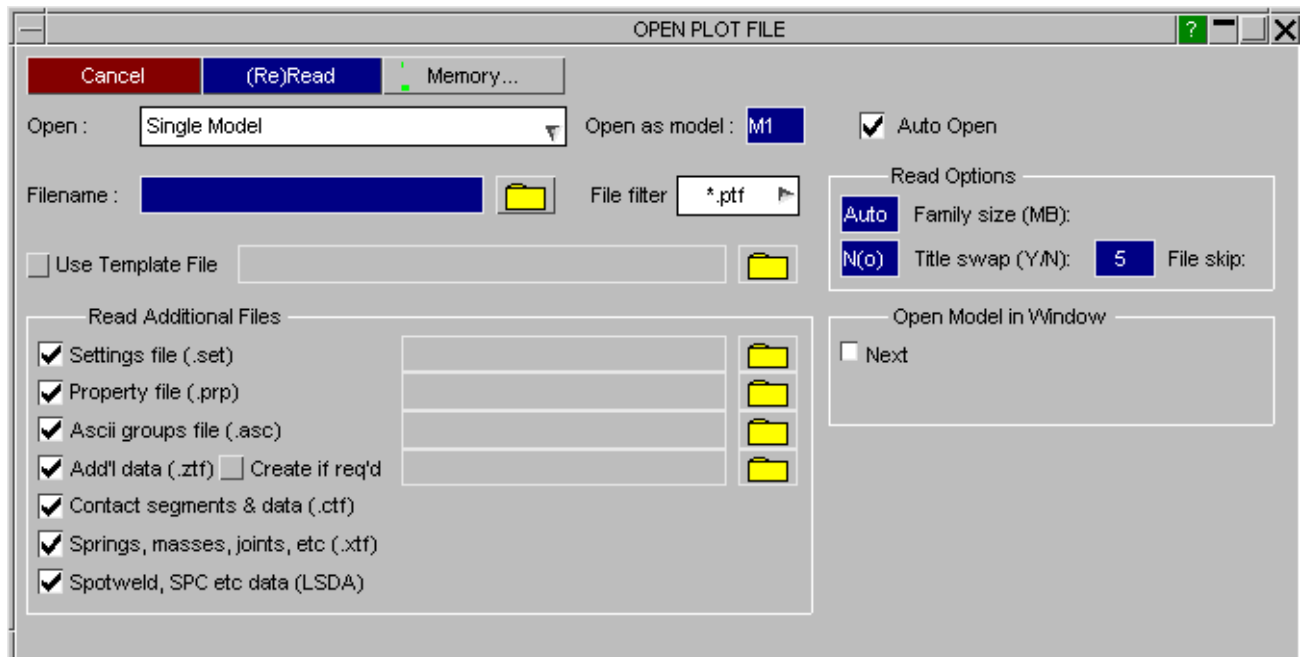 OPEN PLOT FILE ?
Cancel (Re)Read Memory...
Open : Single Model Open as model : M1 Auto Open
Filename : File filter *.ptf
Read Options
Auto Family size (MB):
N(o) Title swap (Y/N): 5 File skip:
Use Template File
Read Additional Files
Settings file (.set)
Property file (.prp)
Ascii groups file (.asc)
Add'l data (.ztf) Create if req'd
Contact segments & data (.ctf)
Springs, masses, joints, etc (.xtf)
Spotweld, SPC etc data (LSDA)
Open Model in Window
Next